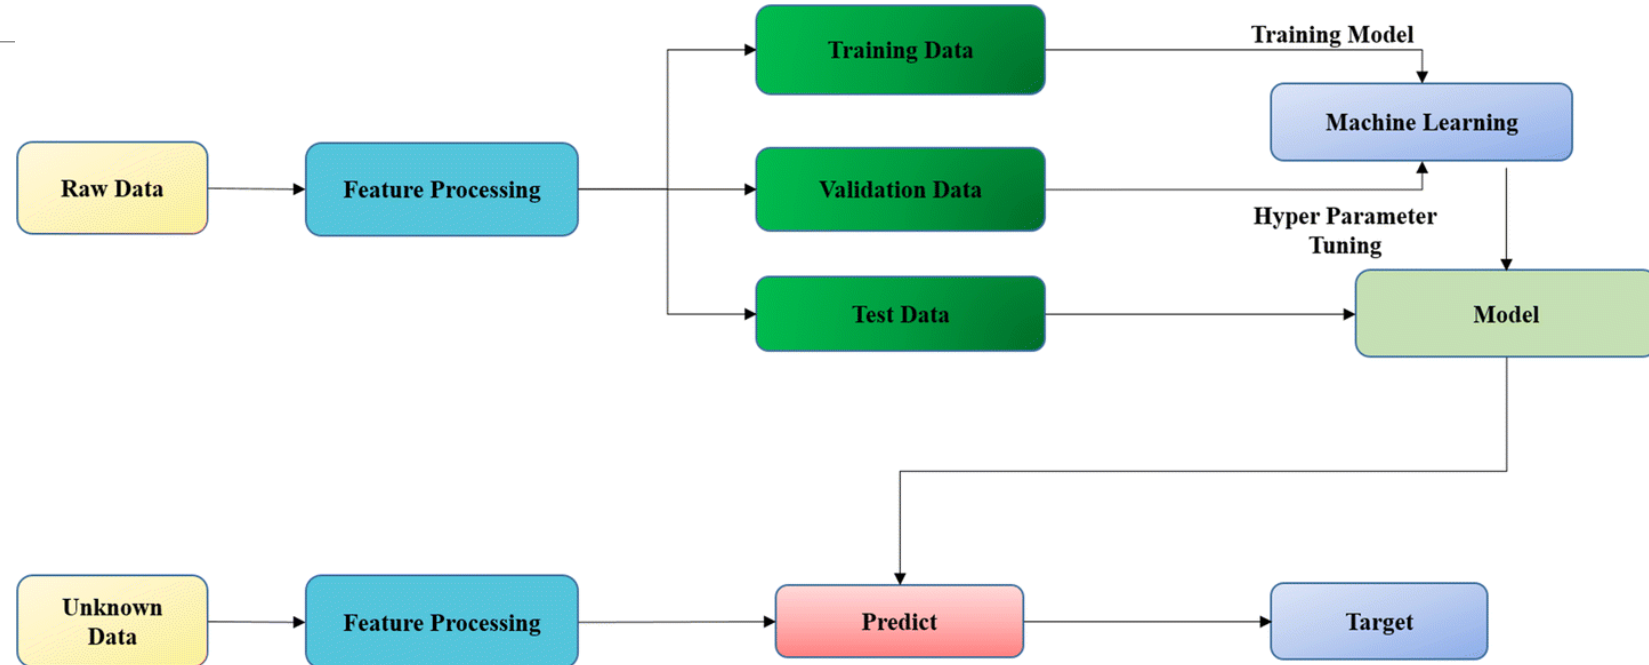 Training Data
Training Model
Machine Learning
Raw Data
Feature Processing
Validation Data
Hyper Parameter
Tuning
Test Data
Model
Unknown
Data
Feature Processing
Predict
Target